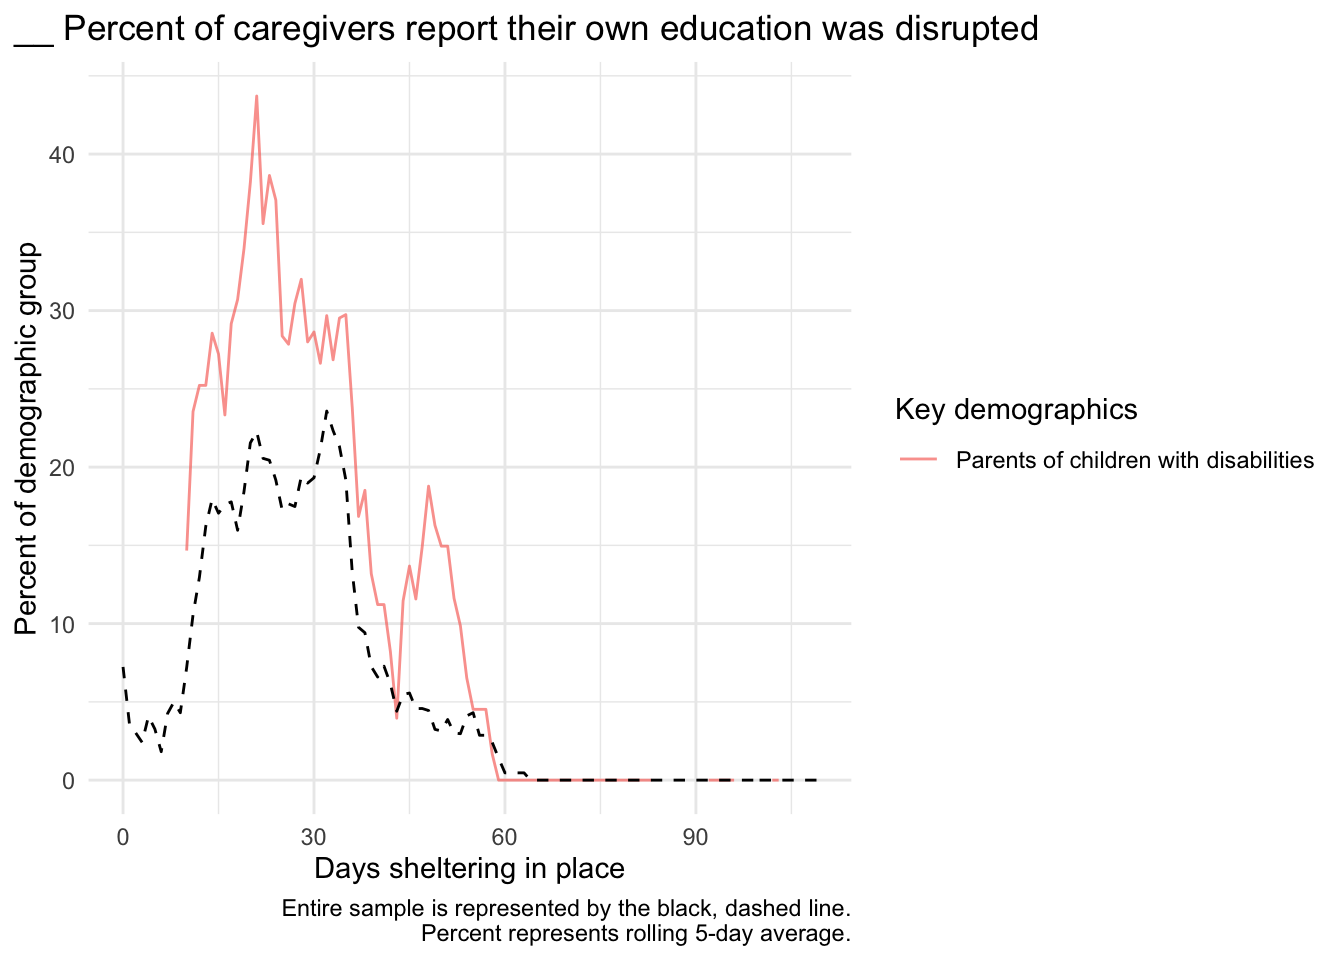 __ Percent of caregivers report their own education was disrupted
Percent of demographic group
40
30
20
10
0
0 30 60 90
Days sheltering in place
Key demographics
Parents of children with disabilities
Entire sample is represented by the black, dashed line.
Percent represents rolling 5-day average.